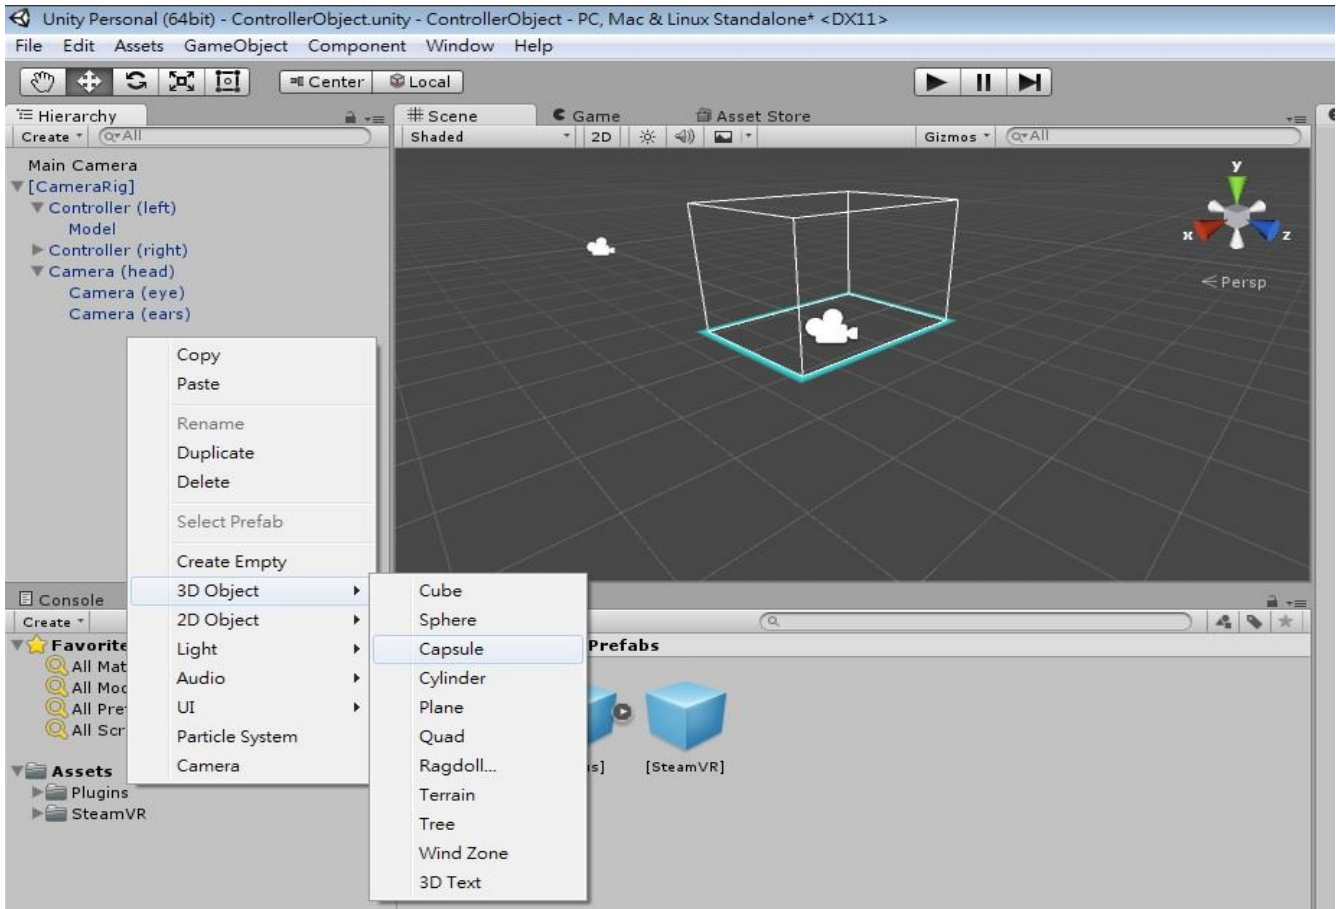 Unity Personal (64bit) - ControllerObject.unity - ControllerObject - PC, Mac & Linux Standalone* <DX11>
File Edit Assets GameObject Component Window Help
Center Local
Hierarchy
Create All
Main Camera
[CameraRig]
Controller (left)
Model
Controller (right)
Camera (head)
Camera (eye)
Camera (ears)
Scene Game Asset Store
Shaded 2D Gizmos All
y
x
z
Persp
Copy
Paste
Rename
Duplicate
Delete
Select Prefab
Create Empty
3D Object
2D Object
Light
Audio
UI
Particle System
Camera
Cube
Sphere
Capsule
Cylinder
Plane
Quad
Ragdoll...
Terrain
Tree
Wind Zone
3D Text
Console
Create
Favorite
All Mat
All Mod
All Pre
All Scr
Assets
Plugins
SteamVR
Prefabs
s]
[SteamVR]